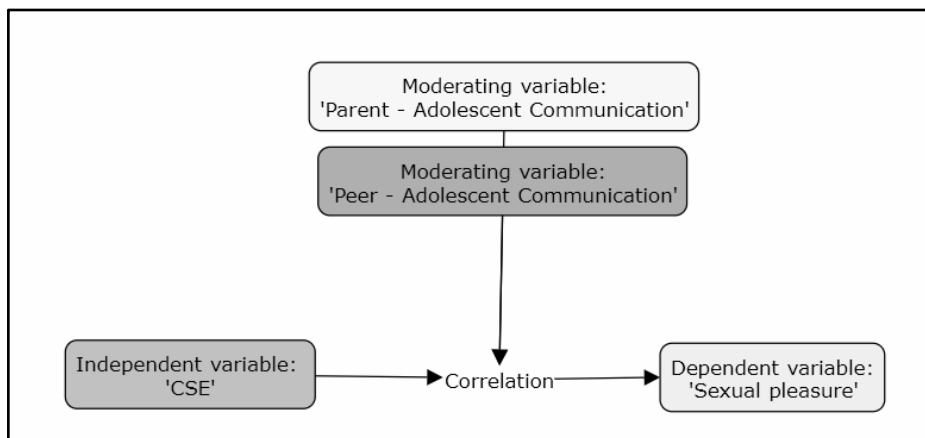 Moderating variable:
'Parent - Adolescent Communication'
Moderating variable:
'Peer - Adolescent Communication'
Independent variable:
'CSE'
Correlation
Dependent variable:
'Sexual pleasure'